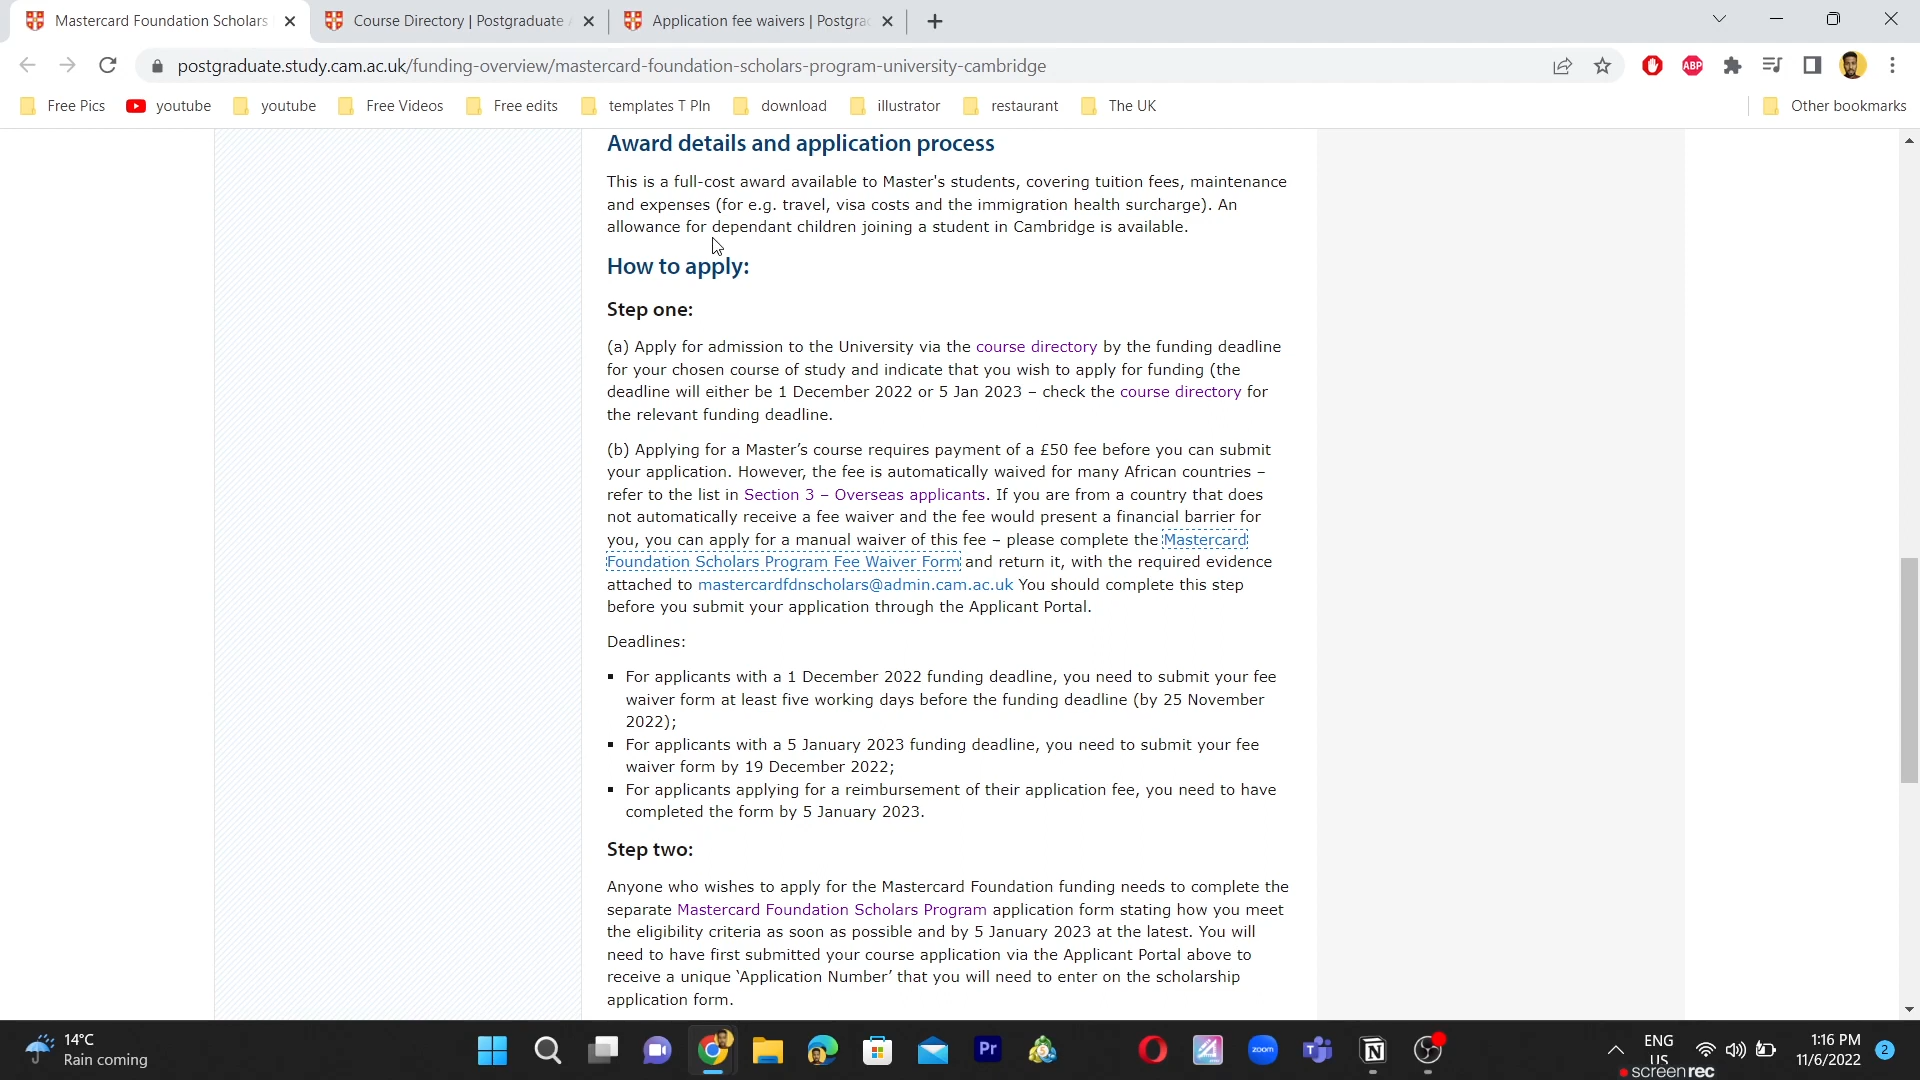 Mastercard Foundation Scholars
Course Directory | Postgraduate
Application fee waivers | Postgra
postgraduate.study.cam.ac.uk/funding-overview/mastercard-foundation-scholars-program-university-cambridge
ABP
Free Pics
youtube
youtube
Free Videos
Free edits
templates T Pln
download
illustrator
restaurant
The UK
Other bookmarks
Award details and application process
This is a full-cost award available to Master's students, covering tuition fees, maintenance
and expenses (for e.g. travel, visa costs and the immigration health surcharge). An
allowance for dependant children joining a student in Cambridge is available.
How to apply:
Step one:
(a) Apply for admission to the University via the course directory by the funding deadline
for your chosen course of study and indicate that you wish to apply for funding (the
deadline will either be 1 December 2022 or 5 Jan 2023 – check the course directory for
the relevant funding deadline.
(b) Applying for a Master’s course requires payment of a £50 fee before you can submit
your application. However, the fee is automatically waived for many African countries –
refer to the list in Section 3 – Overseas applicants. If you are from a country that does
not automatically receive a fee waiver and the fee would present a financial barrier for
you, you can apply for a manual waiver of this fee – please complete the Mastercard
Foundation Scholars Program Fee Waiver Form and return it, with the required evidence
attached to mastercardfdnscholars@admin.cam.ac.uk You should complete this step
before you submit your application through the Applicant Portal.
Deadlines:
▪ For applicants with a 1 December 2022 funding deadline, you need to submit your fee
waiver form at least five working days before the funding deadline (by 25 November
2022);
▪ For applicants with a 5 January 2023 funding deadline, you need to submit your fee
waiver form by 19 December 2022;
▪ For applicants applying for a reimbursement of their application fee, you need to have
completed the form by 5 January 2023.
Step two:
Anyone who wishes to apply for the Mastercard Foundation funding needs to complete the
separate Mastercard Foundation Scholars Program application form stating how you meet
the eligibility criteria as soon as possible and by 5 January 2023 at the latest. You will
need to have first submitted your course application via the Applicant Portal above to
receive a unique ‘Application Number’ that you will need to enter on the scholarship
application form.
14°C
Rain coming
Pr
zoom
ENG
US
1:16 PM
11/6/2022
2
screenrec